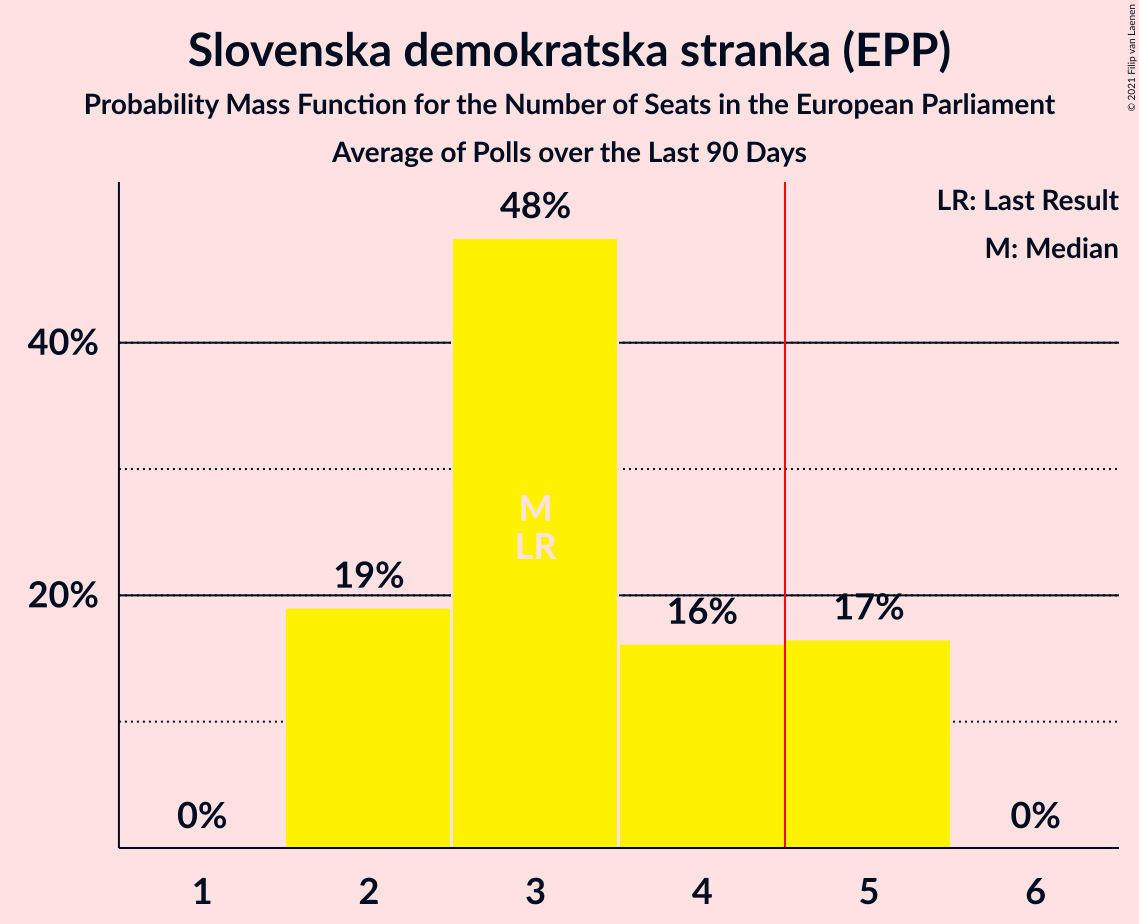 Slovenska demokratska stranka (EPP)
Probability Mass Function for the Number of Seats in the European Parliament
Average of Polls over the Last 90 Days
© 2021 Filip van Laenen
LR: Last Result
M: Median
48%
40%
M
LR
19%
20%
16%
17%
0%
0%
1 2 3 4 5 6